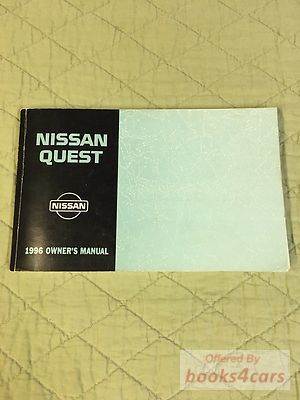 NISSAN
QUEST
NISSAN
1996 OWNER'S MANUAL
Offered By
books4cars